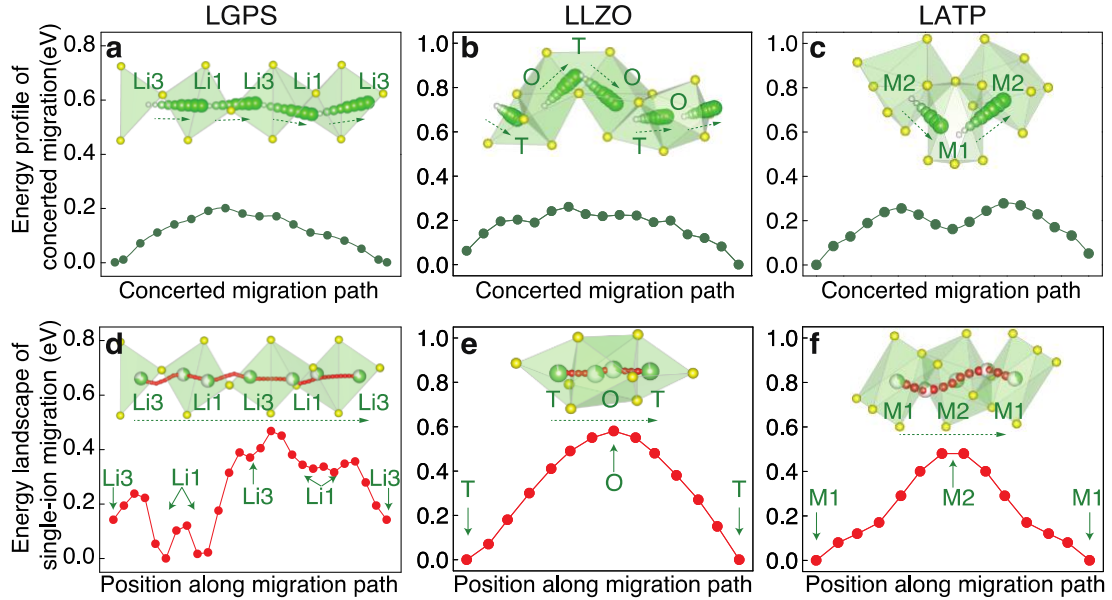 LGPS LLZO LATP
Energy profile of
concerted migration(eV)
a
0.8
0.6
0.4
0.2
0.0
Li3 Li1 Li3 Li1 Li3
Concerted migration path
b
1.0
0.8
0.6
0.4
0.2
0.0
T
O O
O
T T
Concerted migration path
c
1.0
0.8
0.6
0.4
0.2
0.0
M2 M2
M1
Concerted migration path
Energy landscape of
single-ion migration (eV)
d
0.8
0.6
0.4
0.2
0.0
Li3 Li1 Li3 Li1 Li3
Li3 Li1 Li3 Li1 Li3
Position along migration path
e
1.0
0.8
0.6
0.4
0.2
0.0
T O T
T O T
Position along migration path
f
1.0
0.8
0.6
0.4
0.2
0.0
M1 M2 M1
M1 M2 M1
Position along migration path